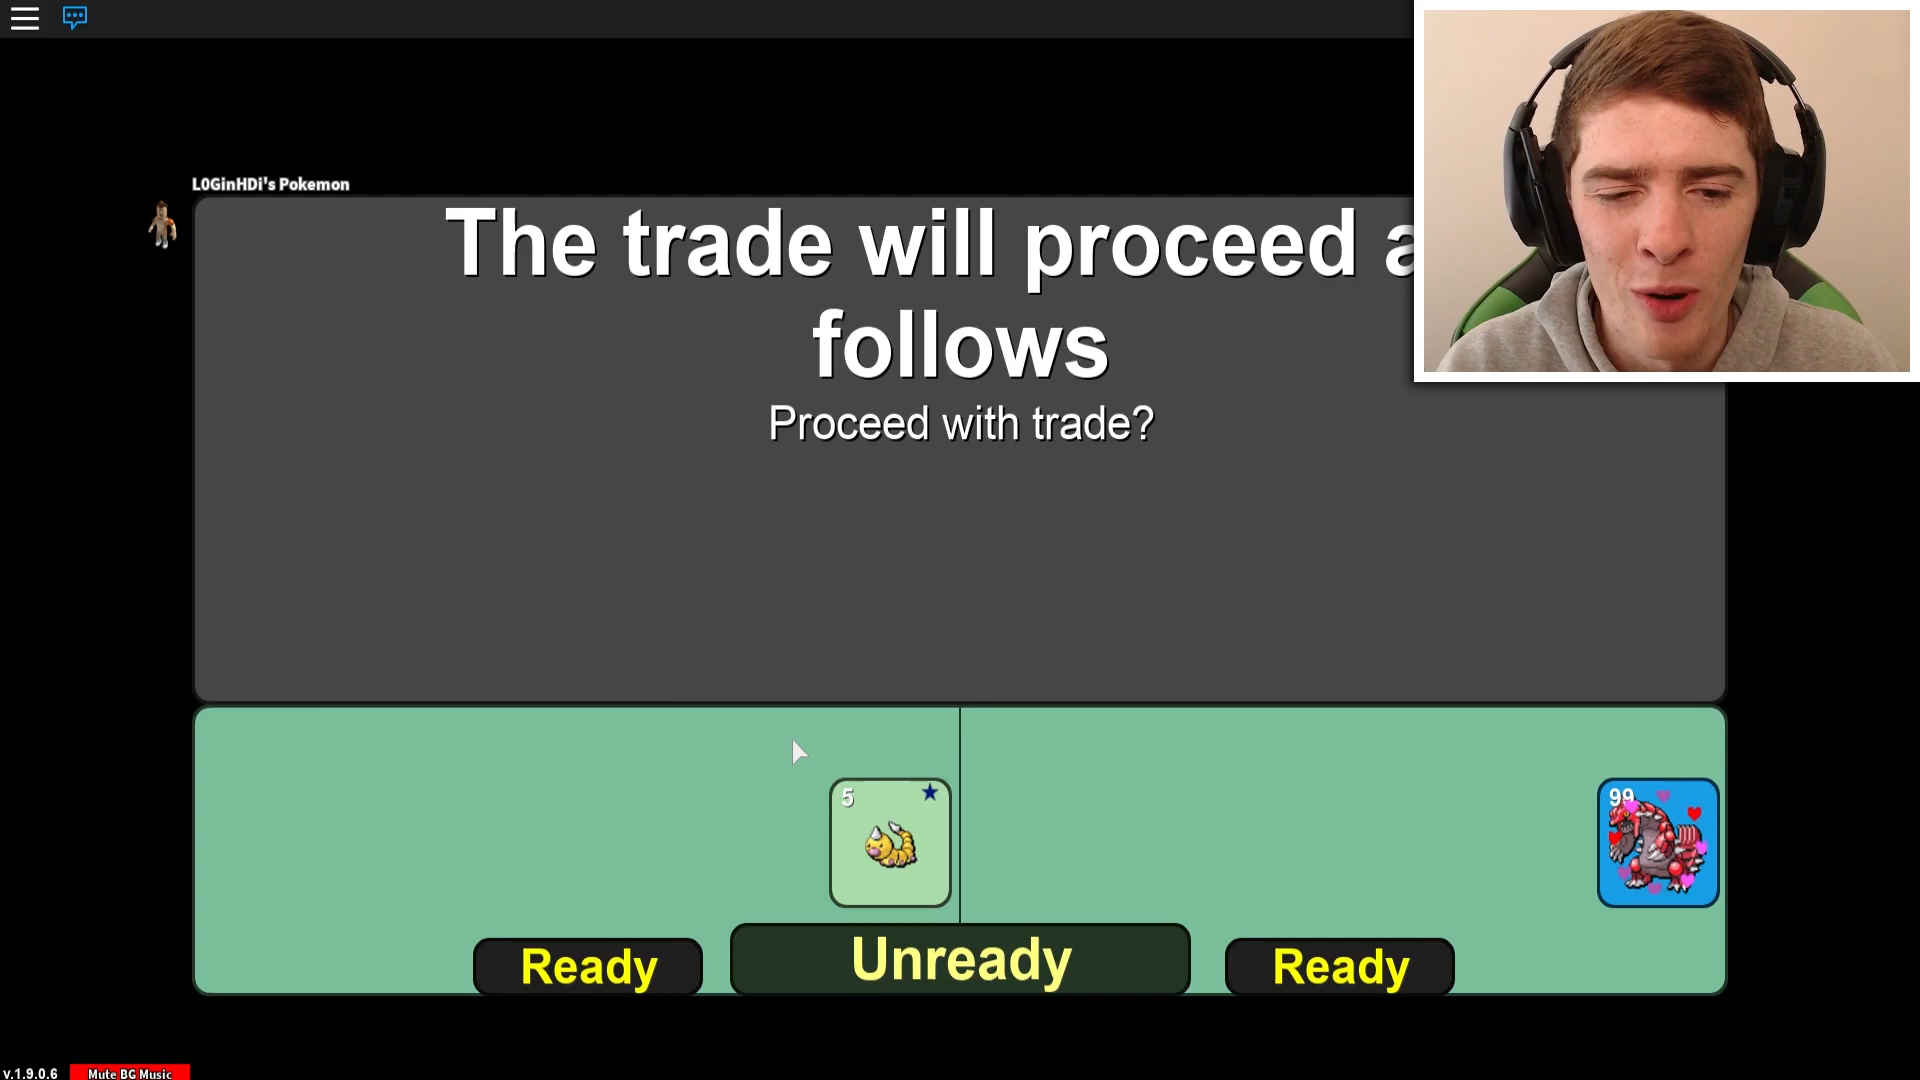 L0GinHDi's Pokemon
The trade will proceed
follows
Proceed with trade?
5
99
Ready
Unready
Ready
v.1.9.0.6
Mute BG Music